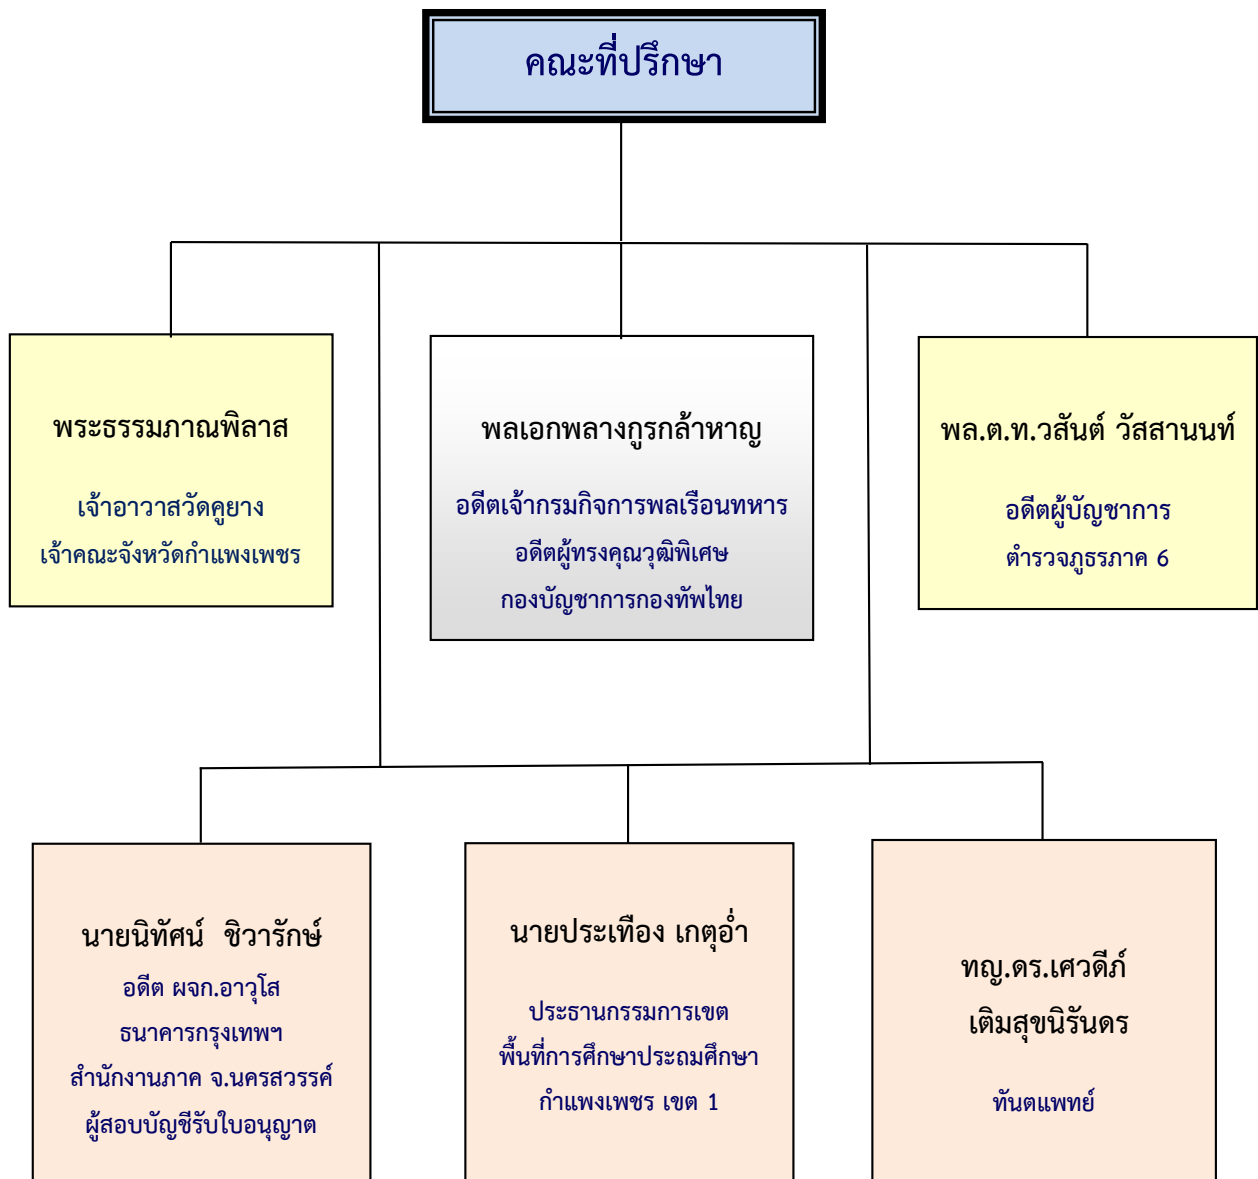 คณะที่ปรึกษา
พระธรรมภาณพิลาส
เจ้าอาวาสวัดคูยาง
เจ้าคณะจังหวัดกำแพงเพชร
พลเอกพลางกูรกล้าหาญ
อดีตเจ้ากรมกิจการพลเรือนทหาร
อดีตผู้ทรงคุณวุฒิพิเศษ
กองบัญชาการกองทัพไทย
พล.ต.ท.วสันต์ วัสสานนท์
อดีตผู้บัญชาการ
ตำรวจภูธรภาค 6
นายนิทัศน์ ชิวารักษ์
อดีต ผจก.อาวุโส
ธนาคารกรุงเทพฯ
สำนักงานภาค จ.นครสวรรค์
ผู้สอบบัญชีรับใบอนุญาต
นายประเทือง เกตุอ่ำ
ประธานกรรมการเขต
พื้นที่การศึกษาประถมศึกษา
กำแพงเพชร เขต 1
ทญ.ดร.เศวดีภ์
เติมสุขนิรันดร
ทันตแพทย์